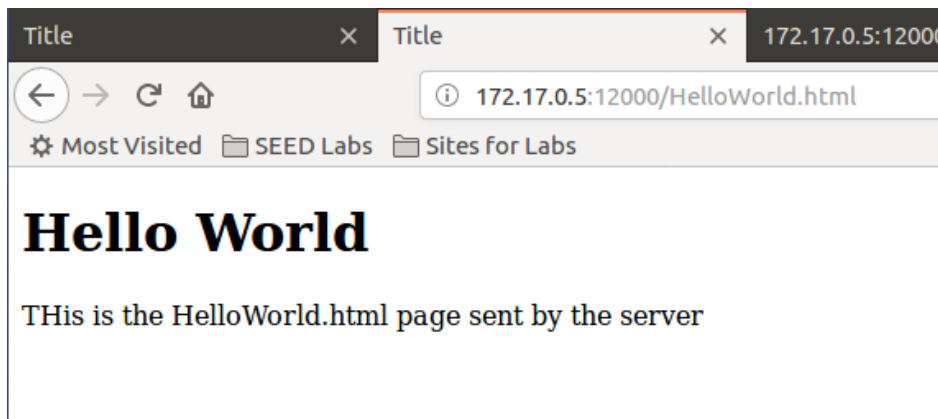 Title Title 172.17.0.5:12000
172.17.0.5:12000/HelloWorld.html
Most Visited SEED Labs Sites for Labs
Hello World
THis is the HelloWorld.html page sent by the server